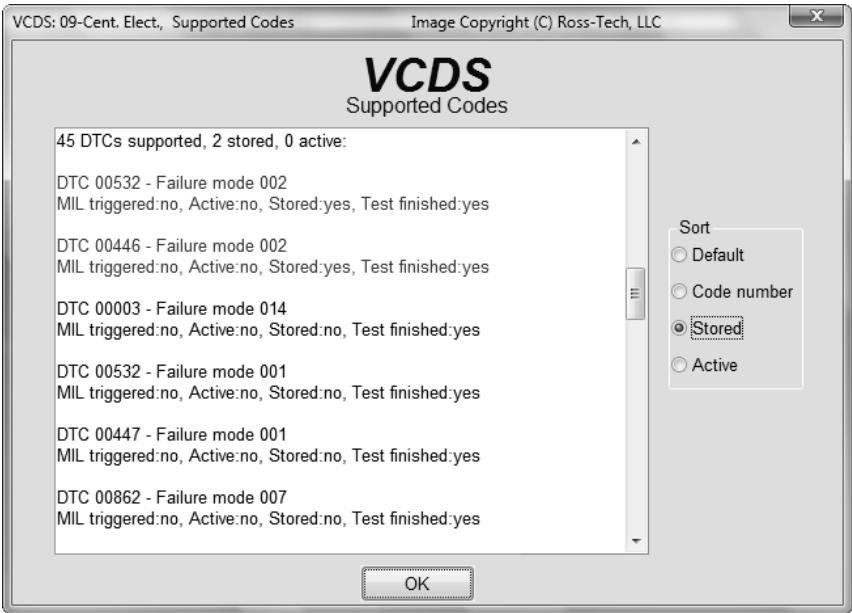 VCDS: 09-Cent. Elect., Supported Codes Image Copyright (C) Ross-Tech, LLC
VCDS
Supported Codes
45 DTCs supported, 2 stored, 0 active:
DTC 00532 - Failure mode 002
MIL triggered:no, Active:no, Stored:yes, Test finished:yes
DTC 00446 - Failure mode 002
MIL triggered:no, Active:no, Stored:yes, Test finished:yes
DTC 00003 - Failure mode 014
MIL triggered:no, Active:no, Stored:no, Test finished:yes
DTC 00532 - Failure mode 001
MIL triggered:no, Active:no, Stored:no, Test finished:yes
DTC 00447 - Failure mode 001
MIL triggered:no, Active:no, Stored:no, Test finished:yes
DTC 00862 - Failure mode 007
MIL triggered:no, Active:no, Stored:no, Test finished:yes
Sort
Default
Code number
Stored
Active
OK